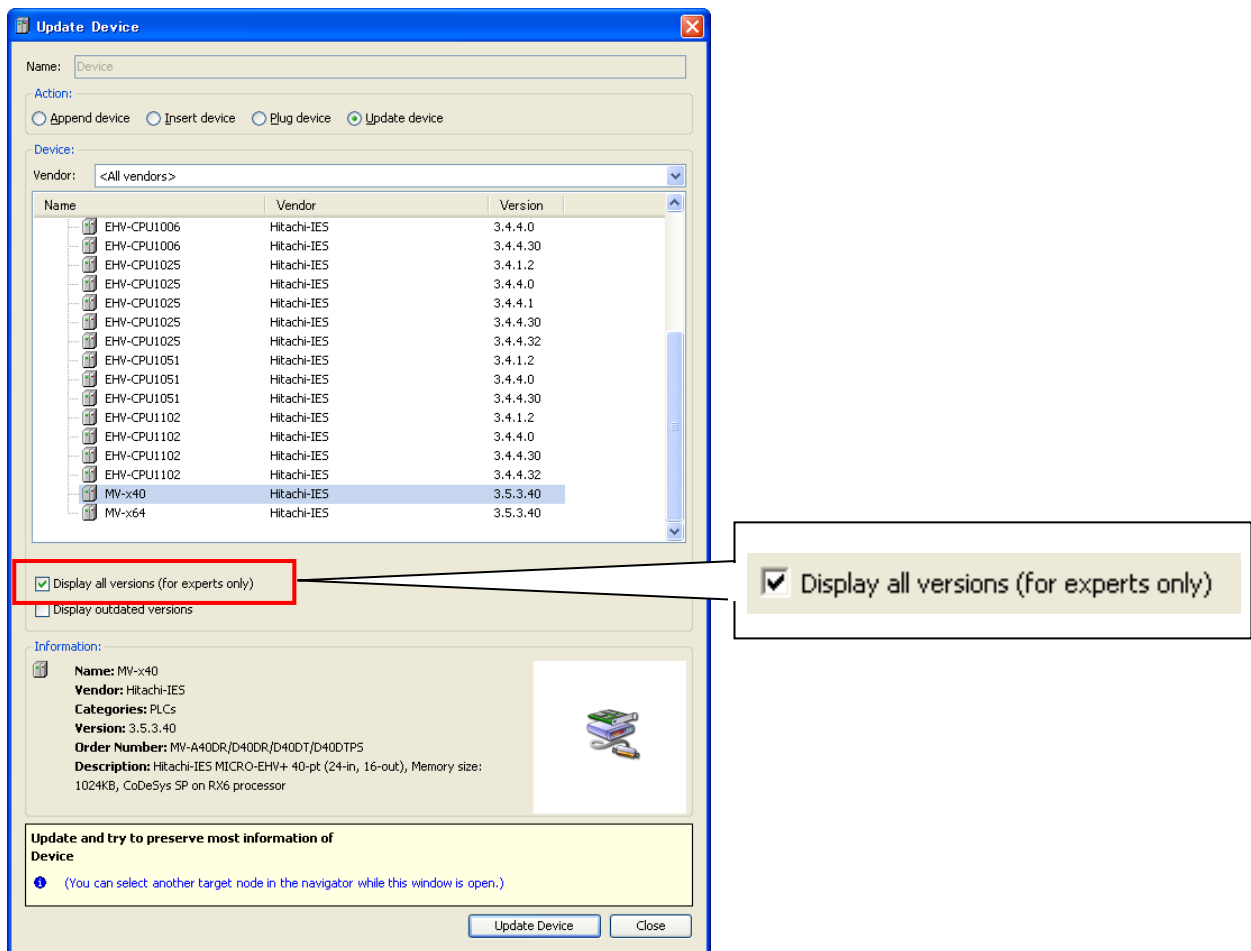 Update Device
Name: Device
Action:
Append device Insert device Plug device Update device
Device:
Vendor: <All vendors>
Name Vendor Version
EHV-CPU1006 Hitachi-IES 3.4.4.0
EHV-CPU1006 Hitachi-IES 3.4.4.30
EHV-CPU1025 Hitachi-IES 3.4.1.2
EHV-CPU1025 Hitachi-IES 3.4.4.0
EHV-CPU1025 Hitachi-IES 3.4.4.1
EHV-CPU1025 Hitachi-IES 3.4.4.30
EHV-CPU1025 Hitachi-IES 3.4.4.32
EHV-CPU1051 Hitachi-IES 3.4.1.2
EHV-CPU1051 Hitachi-IES 3.4.4.0
EHV-CPU1051 Hitachi-IES 3.4.4.30
EHV-CPU1102 Hitachi-IES 3.4.1.2
EHV-CPU1102 Hitachi-IES 3.4.4.0
EHV-CPU1102 Hitachi-IES 3.4.4.30
EHV-CPU1102 Hitachi-IES 3.4.4.32
MV-x40 Hitachi-IES 3.5.3.40
MV-x64 Hitachi-IES 3.5.3.40
Display all versions (for experts only)
Display all versions (for experts only)
Display outdated versions
Information:
Name: MV-x40
Vendor: Hitachi-IES
Categories: PLCs
Version: 3.5.3.40
Order Number: MV-A40DR/D40DR/D40DT/D40DTPS
Description: Hitachi-IES MICRO-EHV+ 40-pt (24-in, 16-out), Memory size:
1024KB, CoDeSys SP on RX6 processor
Update and try to preserve most information of
Device
(You can select another target node in the navigator while this window is open.)
Update Device Close